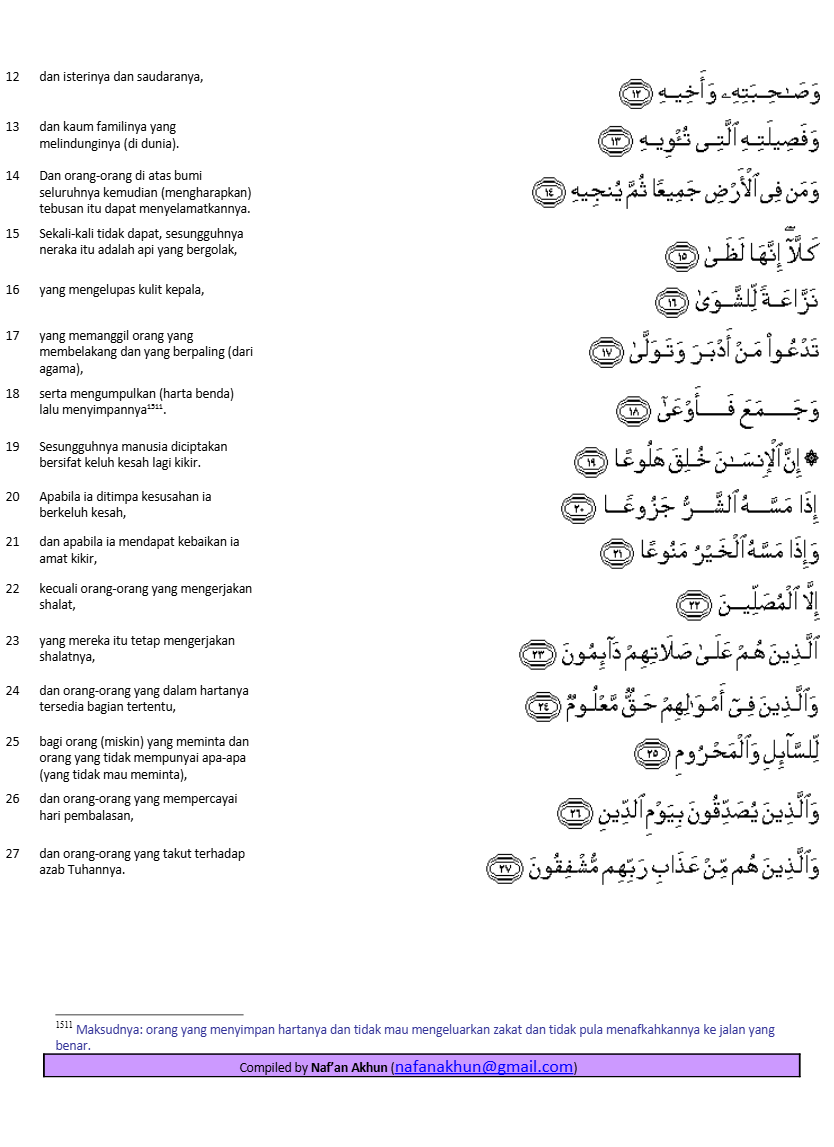 12 dan isterinya dan saudaranya,
وَصَـٰحِبَتِهِۦ وَأَخِيهِ ﴿١٢﴾
13 dan kaum familinya yang
melindunginya (di dunia).
وَفَصِيلَتِهِ ٱلَّتِى تُـْٔوِيهِ ﴿١٣﴾
14 Dan orang-orang di atas bumi
seluruhnya kemudian (mengharapkan)
tebusan itu dapat menyelamatkannya.
وَمَن فِى ٱلْأَرْضِ جَمِيعًا ثُمَّ يُنجِيهِ ﴿١٤﴾
15 Sekali-kali tidak dapat, sesungguhnya
neraka itu adalah api yang bergolak,
كَلَّآ ۖ إِنَّهَا لَظَىٰ ﴿١٥﴾
16 yang mengelupas kulit kepala,
نَزَّاعَةً لِّلشَّوَىٰ ﴿١٦﴾
17 yang memanggil orang yang
membelakang dan yang berpaling (dari
agama),
تَدْعُوا۟ مَنْ أَدْبَرَ وَتَوَلَّىٰ ﴿١٧﴾
18 serta mengumpulkan (harta benda)
lalu menyimpannya¹⁵¹¹.
وَجَمَعَ فَأَوْعَىٰٓ ﴿١٨﴾
19 Sesungguhnya manusia diciptakan
bersifat keluh kesah lagi kikir.
۞ إِنَّ ٱلْإِنسَـٰنَ خُلِقَ هَلُوعًا ﴿١٩﴾
20 Apabila ia ditimpa kesusahan ia
berkeluh kesah,
إِذَا مَسَّهُ ٱلشَّرُّ جَزُوعًا ﴿٢٠﴾
21 dan apabila ia mendapat kebaikan ia
amat kikir,
وَإِذَا مَسَّهُ ٱلْخَيْرُ مَنُوعًا ﴿٢١﴾
22 kecuali orang-orang yang mengerjakan
shalat,
إِلَّا ٱلْمُصَلِّينَ ﴿٢٢﴾
23 yang mereka itu tetap mengerjakan
shalatnya,
ٱلَّذِينَ هُمْ عَلَىٰ صَلَاتِهِمْ دَآئِمُونَ ﴿٢٣﴾
24 dan orang-orang yang dalam hartanya
tersedia bagian tertentu,
وَٱلَّذِينَ فِىٓ أَمْوَٰلِهِمْ حَقٌّ مَّعْلُومٌ ﴿٢٤﴾
25 bagi orang (miskin) yang meminta dan
orang yang tidak mempunyai apa-apa
(yang tidak mau meminta),
لِّلسَّآئِلِ وَٱلْمَحْرُومِ ﴿٢٥﴾
26 dan orang-orang yang mempercayai
hari pembalasan,
وَٱلَّذِينَ يُصَدِّقُونَ بِيَوْمِ ٱلدِّينِ ﴿٢٦﴾
27 dan orang-orang yang takut terhadap
azab Tuhannya.
وَٱلَّذِينَ هُم مِّنْ عَذَابِ رَبِّهِم مُّشْفِقُونَ ﴿٢٧﴾
¹⁵¹¹ Maksudnya: orang yang menyimpan hartanya dan tidak mau mengeluarkan zakat dan tidak pula menafkahkannya ke jalan yang
benar.
Compiled by Naf'an Akhun (nafanakhun@gmail.com)